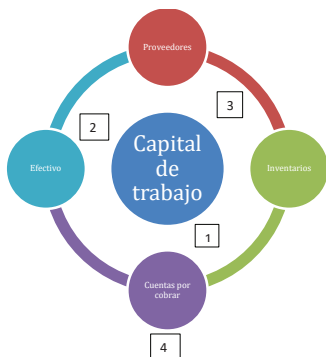 Proveedores
2
3
Efectivo
Capital
de
trabajo
Inventarios
1
Cuentas por
cobrar
4